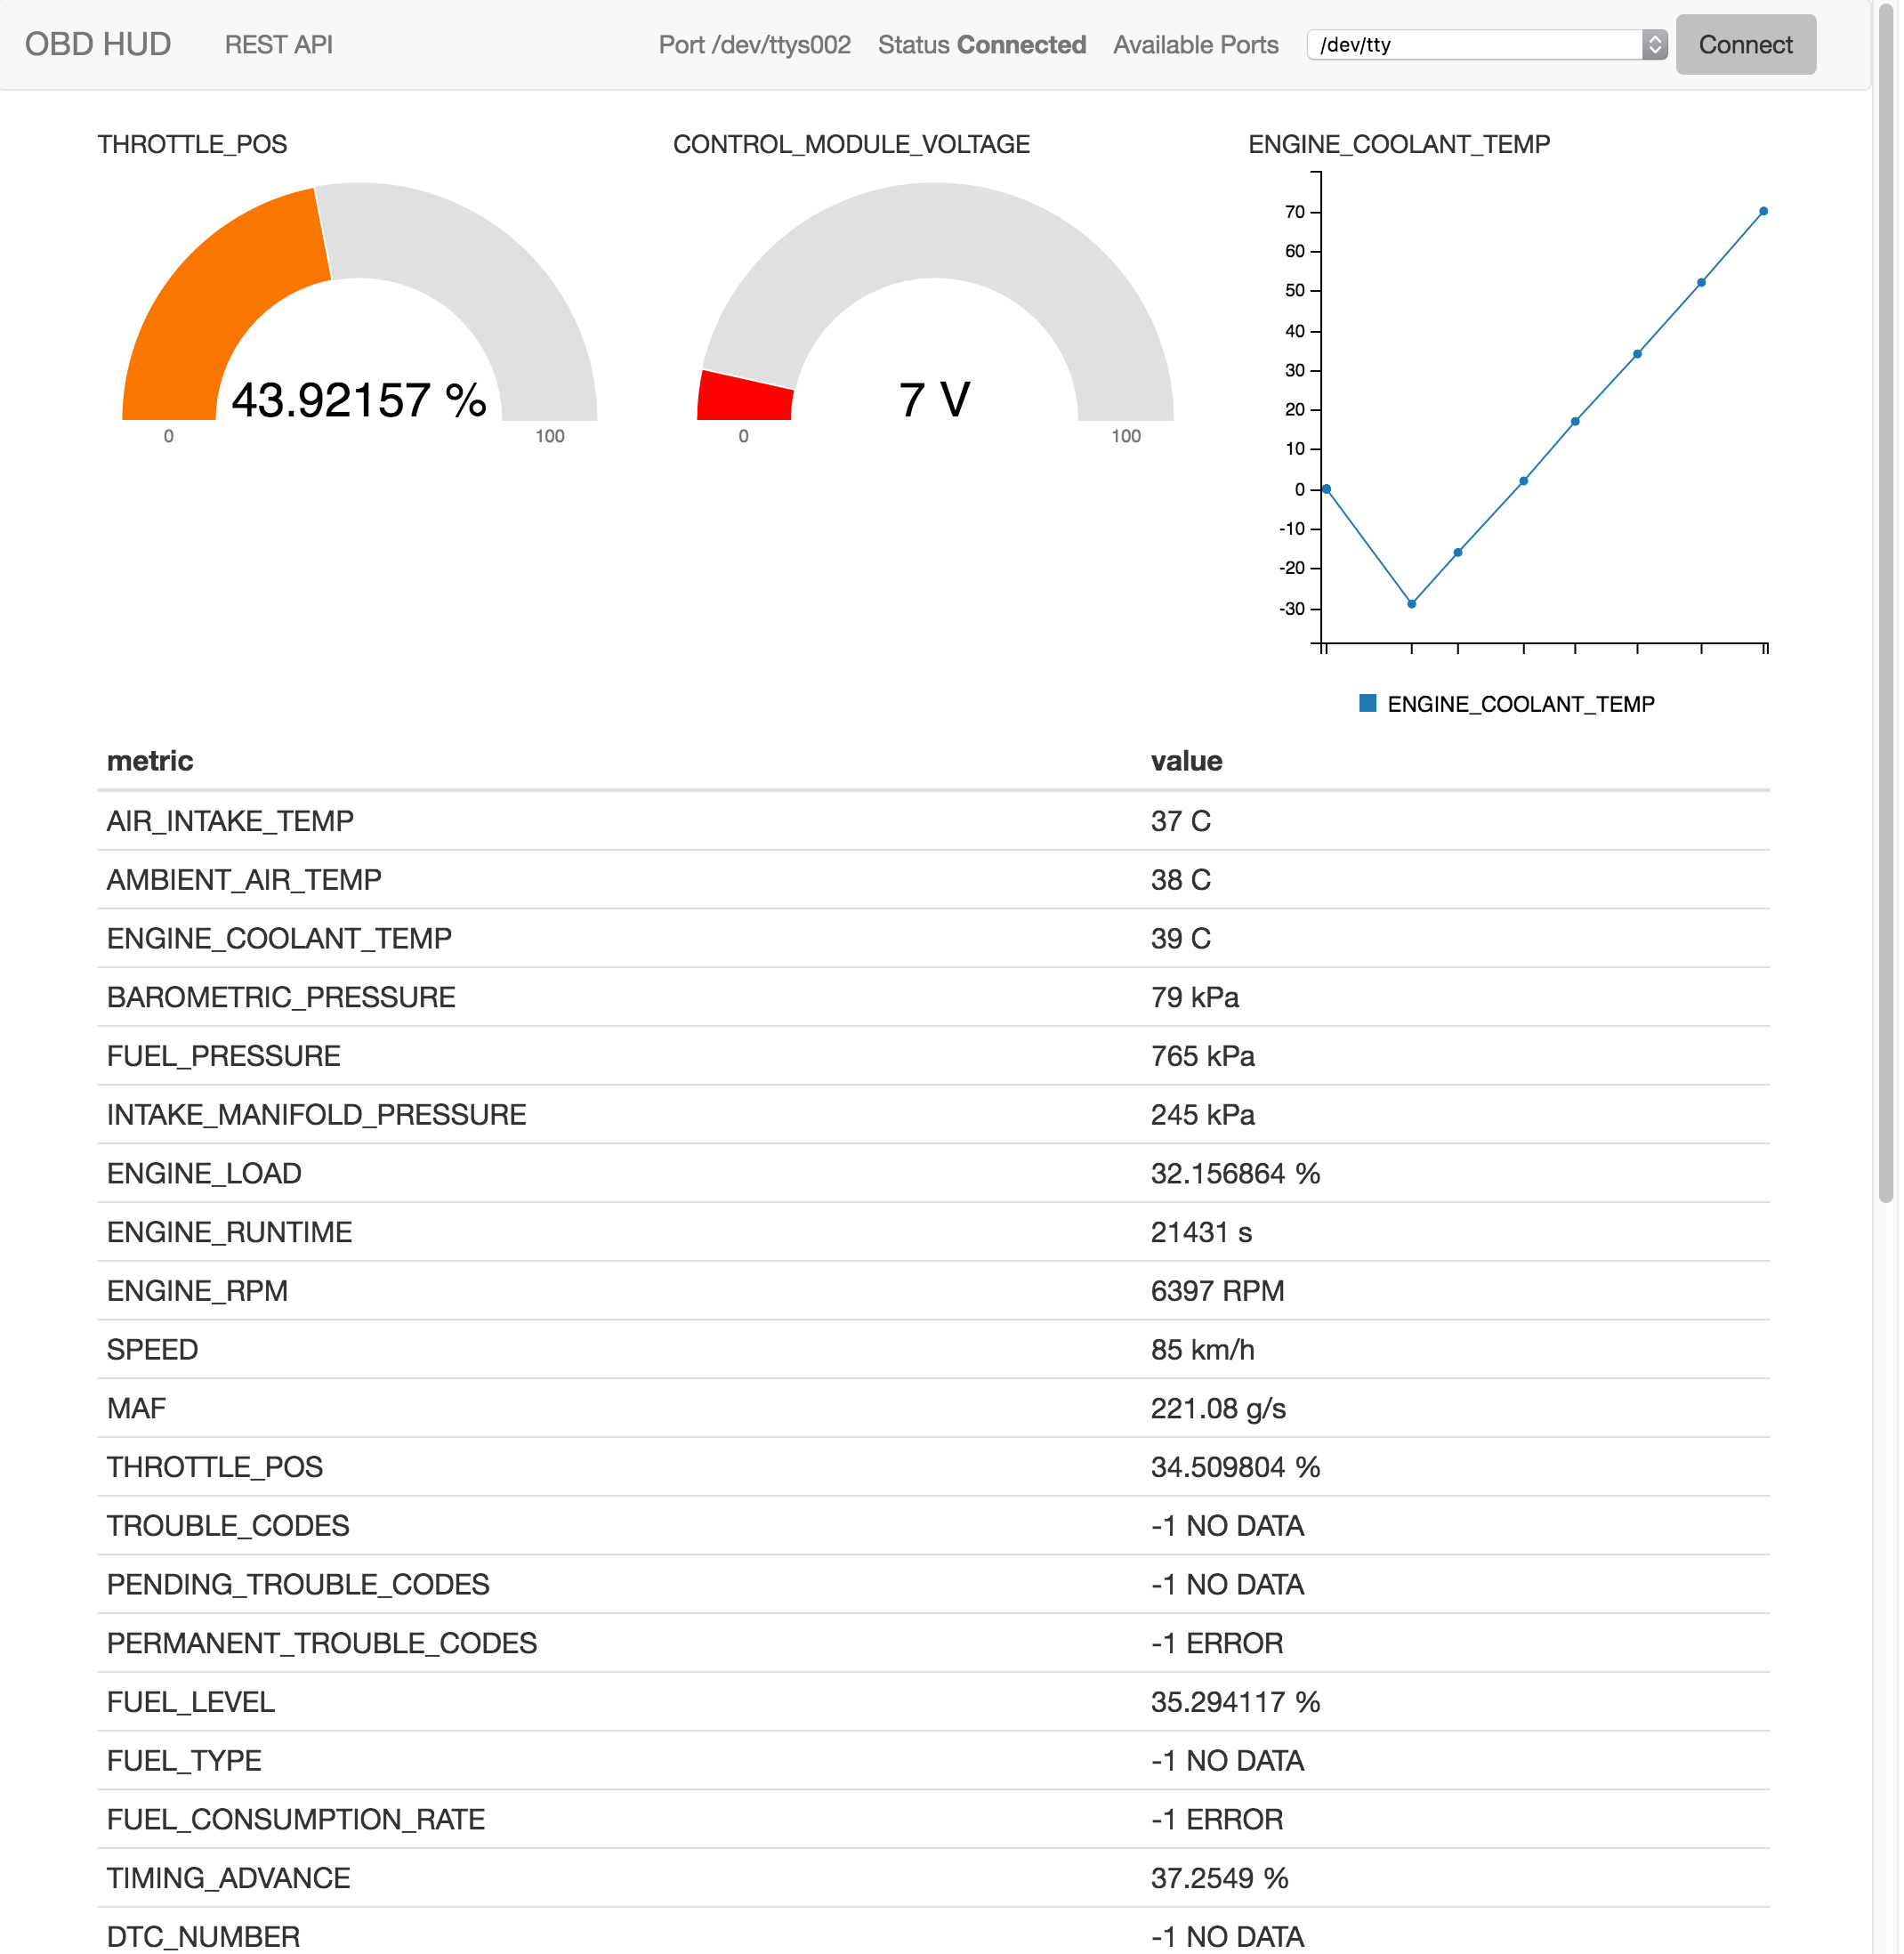 OBD HUD REST API Port /dev/ttys002 Status Connected Available Ports /dev/tty Connect
THROTTLE_POS CONTROL_MODULE_VOLTAGE ENGINE_COOLANT_TEMP
43.92157 %
0 100
7 V
0 100
70
60
50
40
30
20
10
0
-10
-20
-30
ENGINE_COOLANT_TEMP
metric value
AIR_INTAKE_TEMP 37 C
AMBIENT_AIR_TEMP 38 C
ENGINE_COOLANT_TEMP 39 C
BAROMETRIC_PRESSURE 79 kPa
FUEL_PRESSURE 765 kPa
INTAKE_MANIFOLD_PRESSURE 245 kPa
ENGINE_LOAD 32.156864 %
ENGINE_RUNTIME 21431 s
ENGINE_RPM 6397 RPM
SPEED 85 km/h
MAF 221.08 g/s
THROTTLE_POS 34.509804 %
TROUBLE_CODES -1 NO DATA
PENDING_TROUBLE_CODES -1 NO DATA
PERMANENT_TROUBLE_CODES -1 ERROR
FUEL_LEVEL 35.294117 %
FUEL_TYPE -1 NO DATA
FUEL_CONSUMPTION_RATE -1 ERROR
TIMING_ADVANCE 37.2549 %
DTC_NUMBER -1 NO DATA